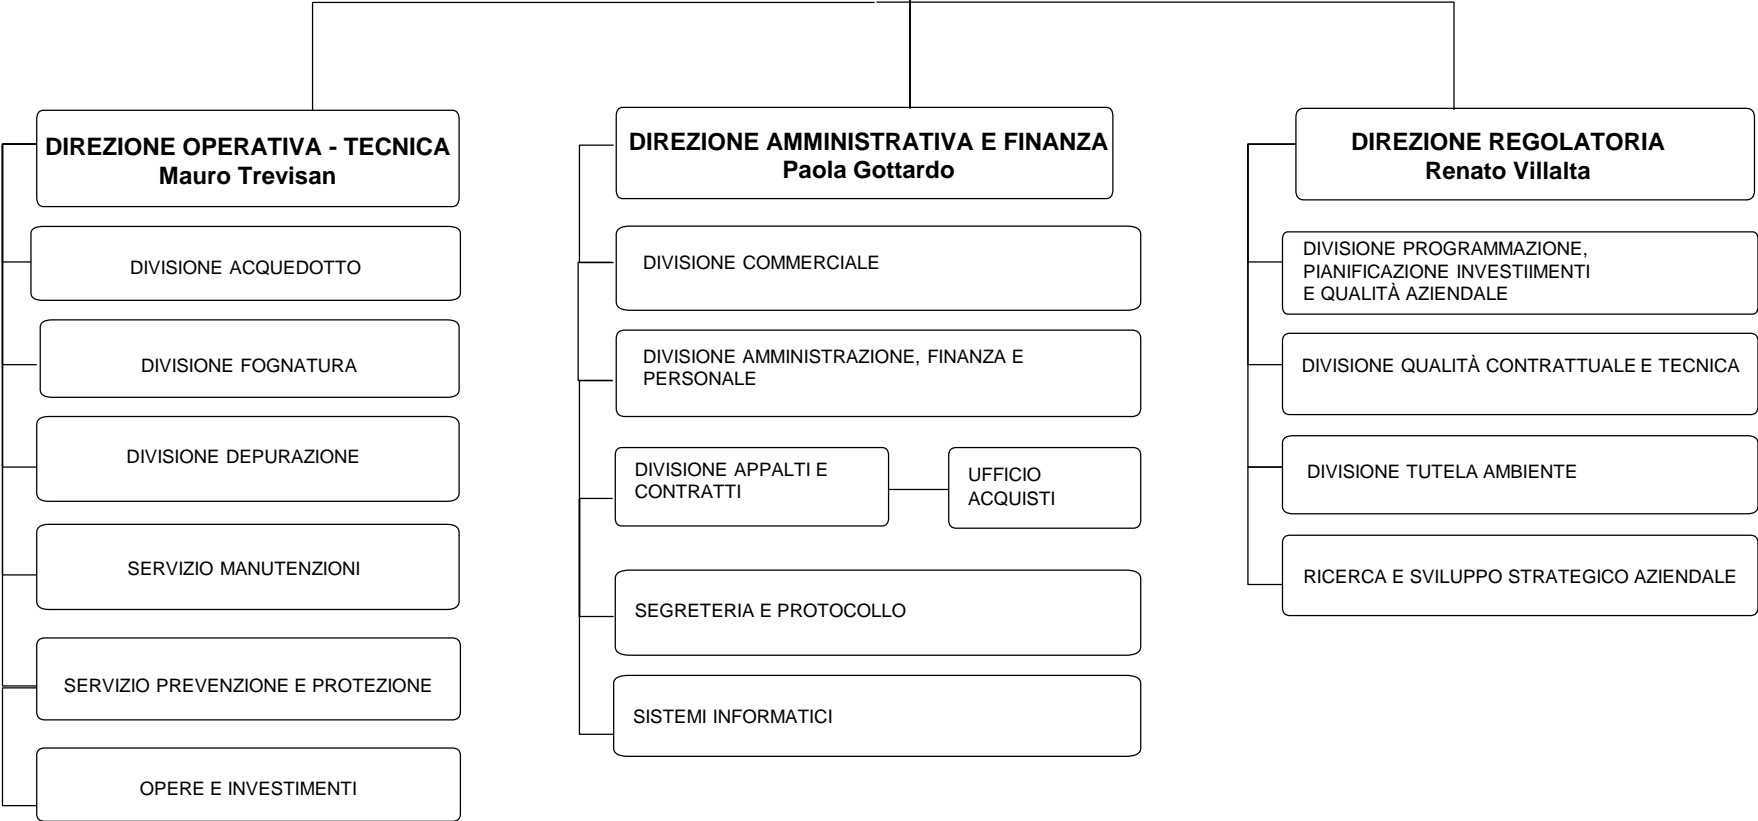 DIREZIONE OPERATIVA - TECNICA
Mauro Trevisan
DIVISIONE ACQUEDOTTO
DIVISIONE FOGNATURA
DIVISIONE DEPURAZIONE
SERVIZIO MANUTENZIONI
SERVIZIO PREVENZIONE E PROTEZIONE
OPERE E INVESTIMENTI
DIREZIONE AMMINISTRATIVA E FINANZA
Paola Gottardo
DIVISIONE COMMERCIALE
DIVISIONE AMMINISTRAZIONE, FINANZA E
PERSONALE
DIVISIONE APPALTI E
CONTRATTI
UFFICIO
ACQUISTI
SEGRETERIA E PROTOCOLLO
SISTEMI INFORMATICI
DIREZIONE REGOLATORIA
Renato Villalta
DIVISIONE PROGRAMMAZIONE,
PIANIFICAZIONE INVESTIIMENTI
E QUALITÀ AZIENDALE
DIVISIONE QUALITÀ CONTRATTUALE E TECNICA
DIVISIONE TUTELA AMBIENTE
RICERCA E SVILUPPO STRATEGICO AZIENDALE